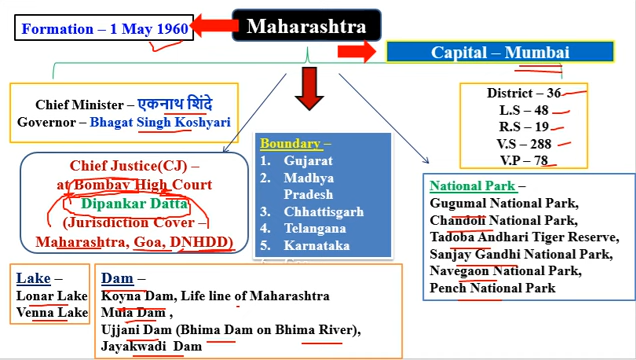 Maharashtra
Formation – 1 May 1960
Capital – Mumbai
Chief Minister – एकनाथ शिंदे
Governor – Bhagat Singh Koshyari
District – 36
L.S – 48
R.S – 19
V.S – 288
V.P – 78
Chief Justice(CJ) –
at Bombay High Court
Dipankar Datta
(Jurisdiction Cover –
Maharashtra, Goa, DNHDD)
Boundary –
1. Gujarat
2. Madhya
Pradesh
3. Chhattisgarh
4. Telangana
5. Karnataka
National Park –
Gugumal National Park,
Chandoli National Park,
Tadoba Andhari Tiger Reserve,
Sanjay Gandhi National Park,
Navegaon National Park,
Pench National Park
Lake –
Lonar Lake
Venna Lake
Dam –
Koyna Dam, Life line of Maharashtra
Mula Dam ,
Ujjani Dam (Bhima Dam on Bhima River),
Jayakwadi Dam